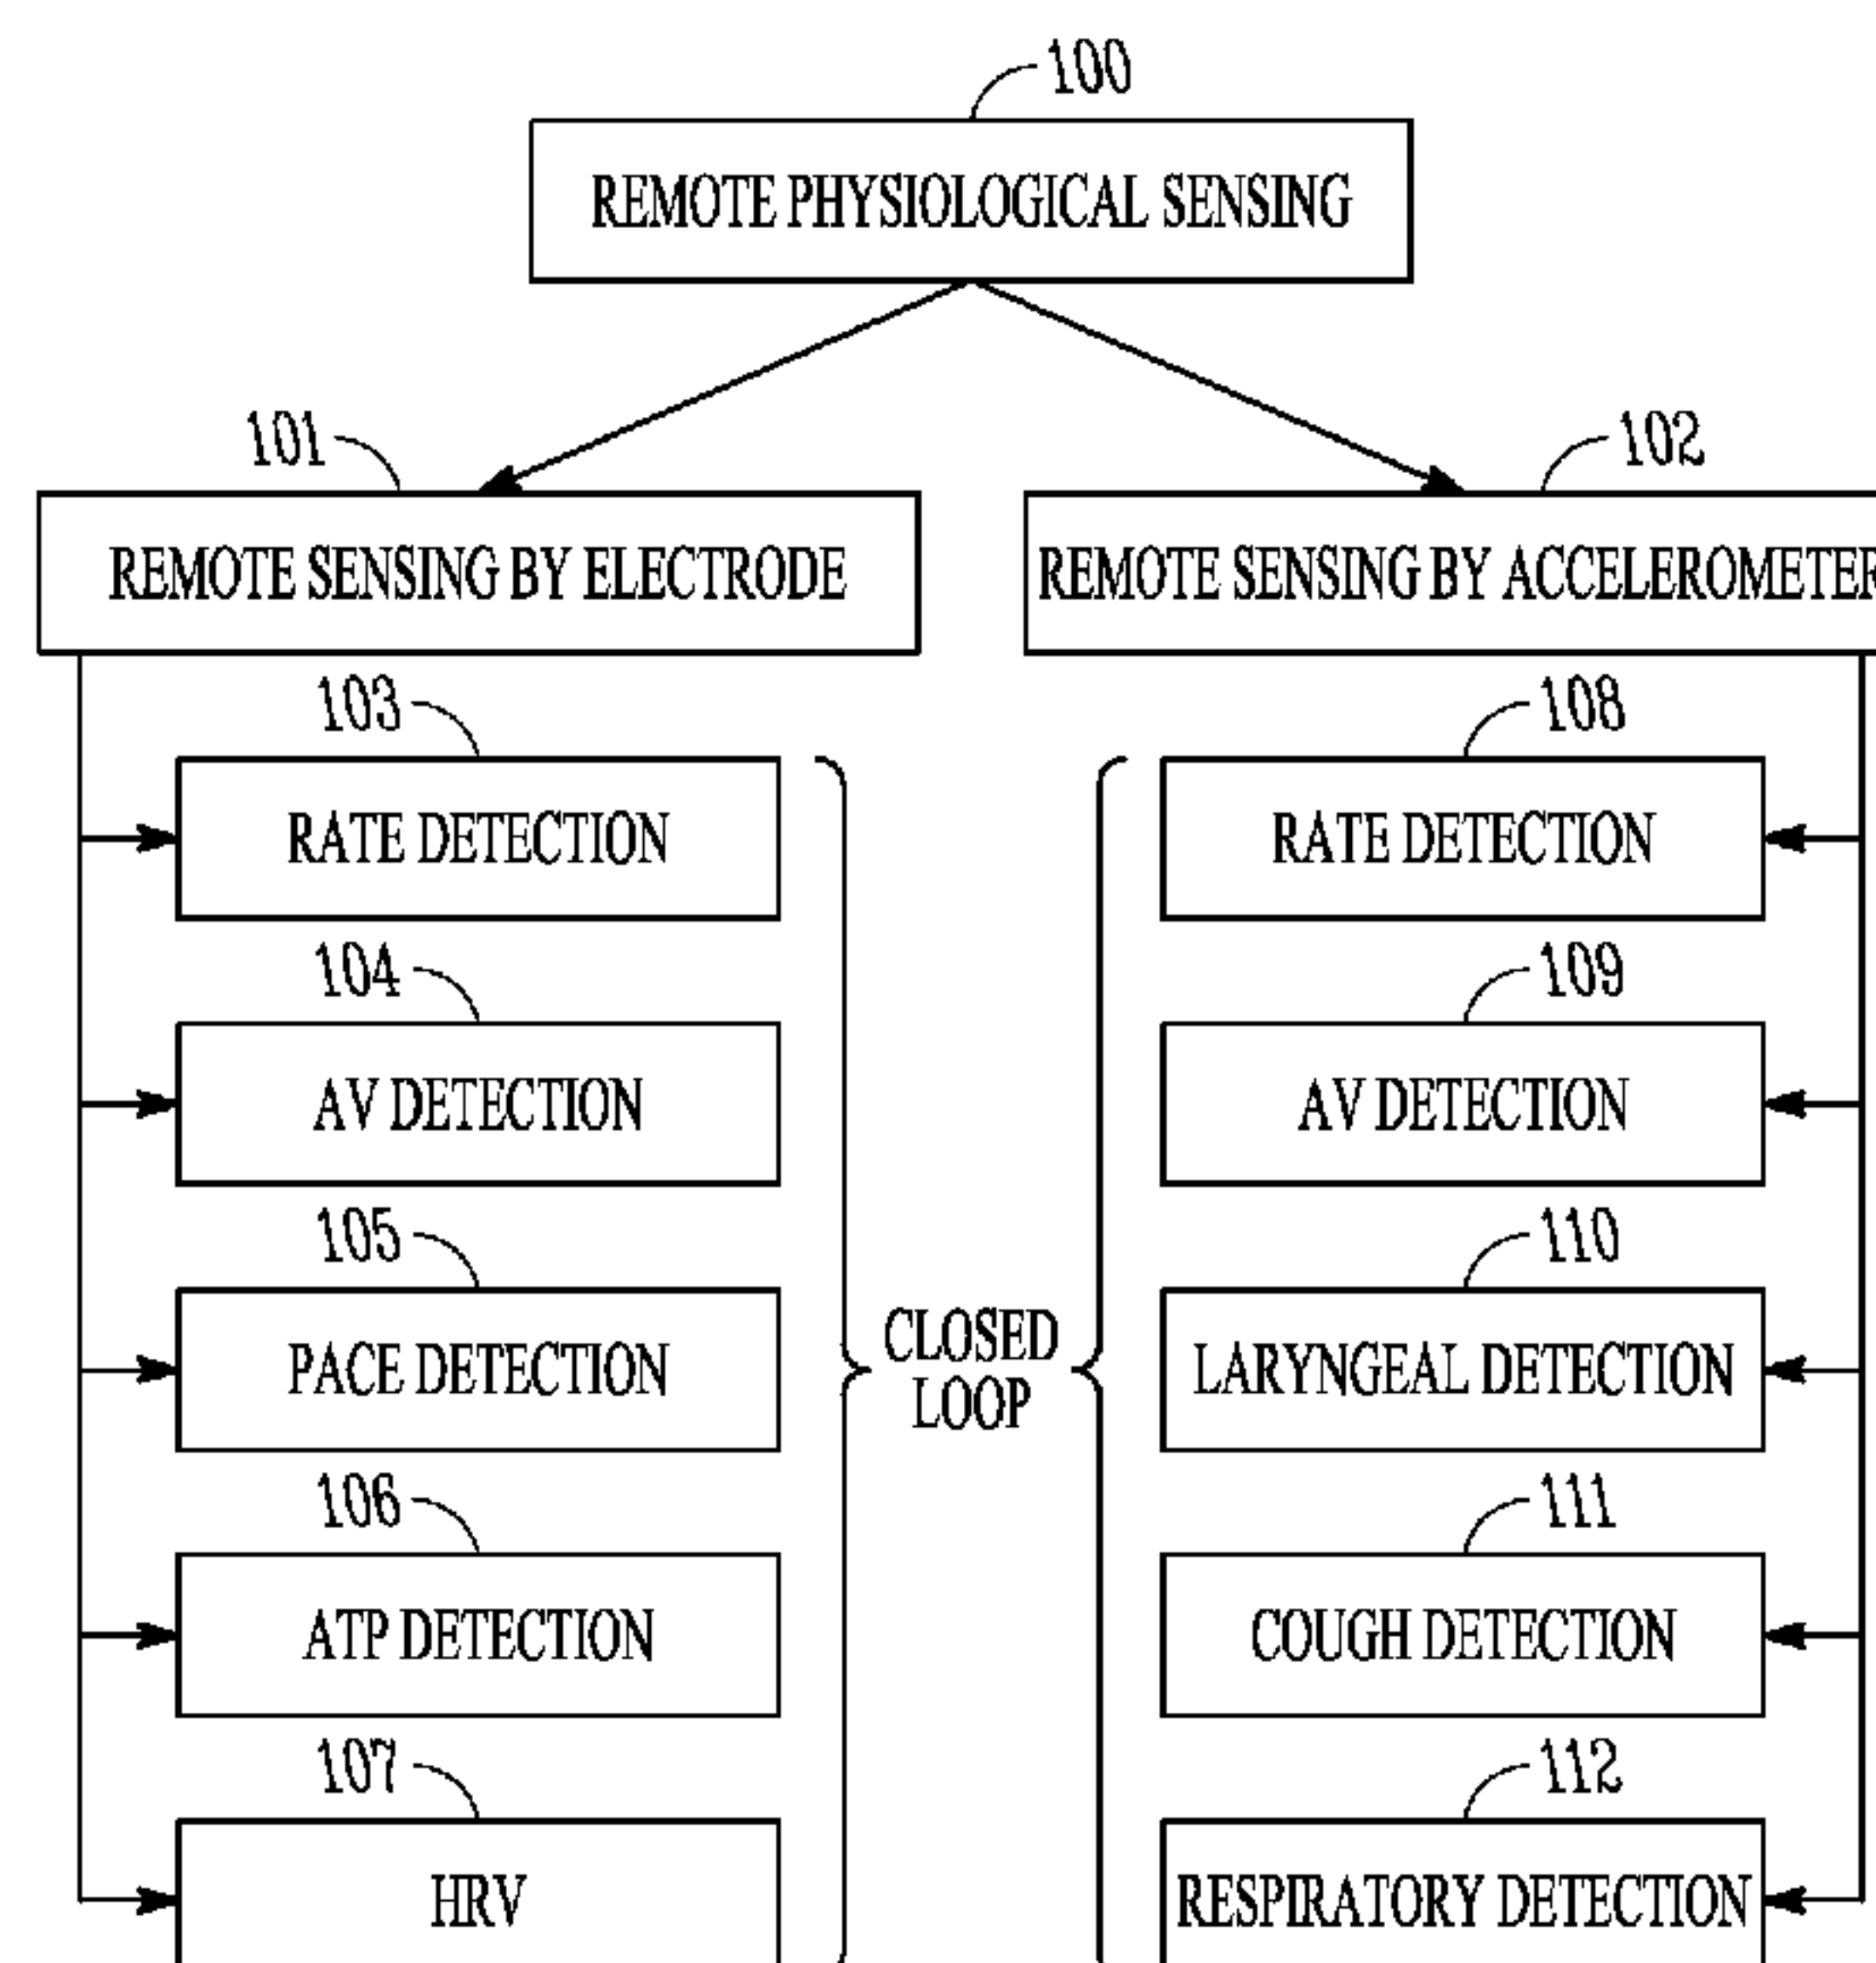 100
REMOTE PHYSIOLOGICAL SENSING
101
102
REMOTE SENSING BY ELECTRODE
REMOTE SENSING BY ACCELEROMETER
103
RATE DETECTION
104
AV DETECTION
105
PACE DETECTION
106
ATP DETECTION
107
HRV
CLOSED
LOOP
108
RATE DETECTION
109
AV DETECTION
110
LARYNGEAL DETECTION
111
COUGH DETECTION
112
RESPIRATORY DETECTION